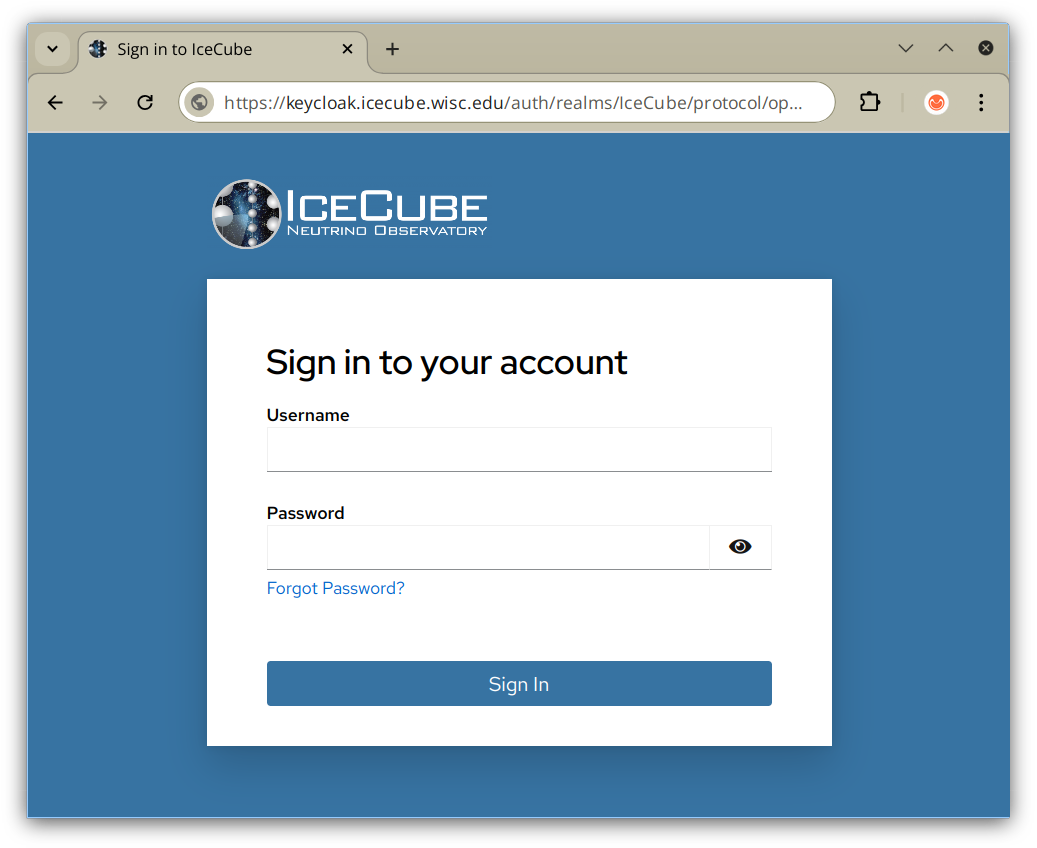 Sign in to IceCube
https://keycloak.icecube.wisc.edu/auth/realms/IceCube/protocol/op...
ICECUBE
NEUTRINO OBSERVATORY
Sign in to your account
Username
Password
Forgot Password?
Sign In